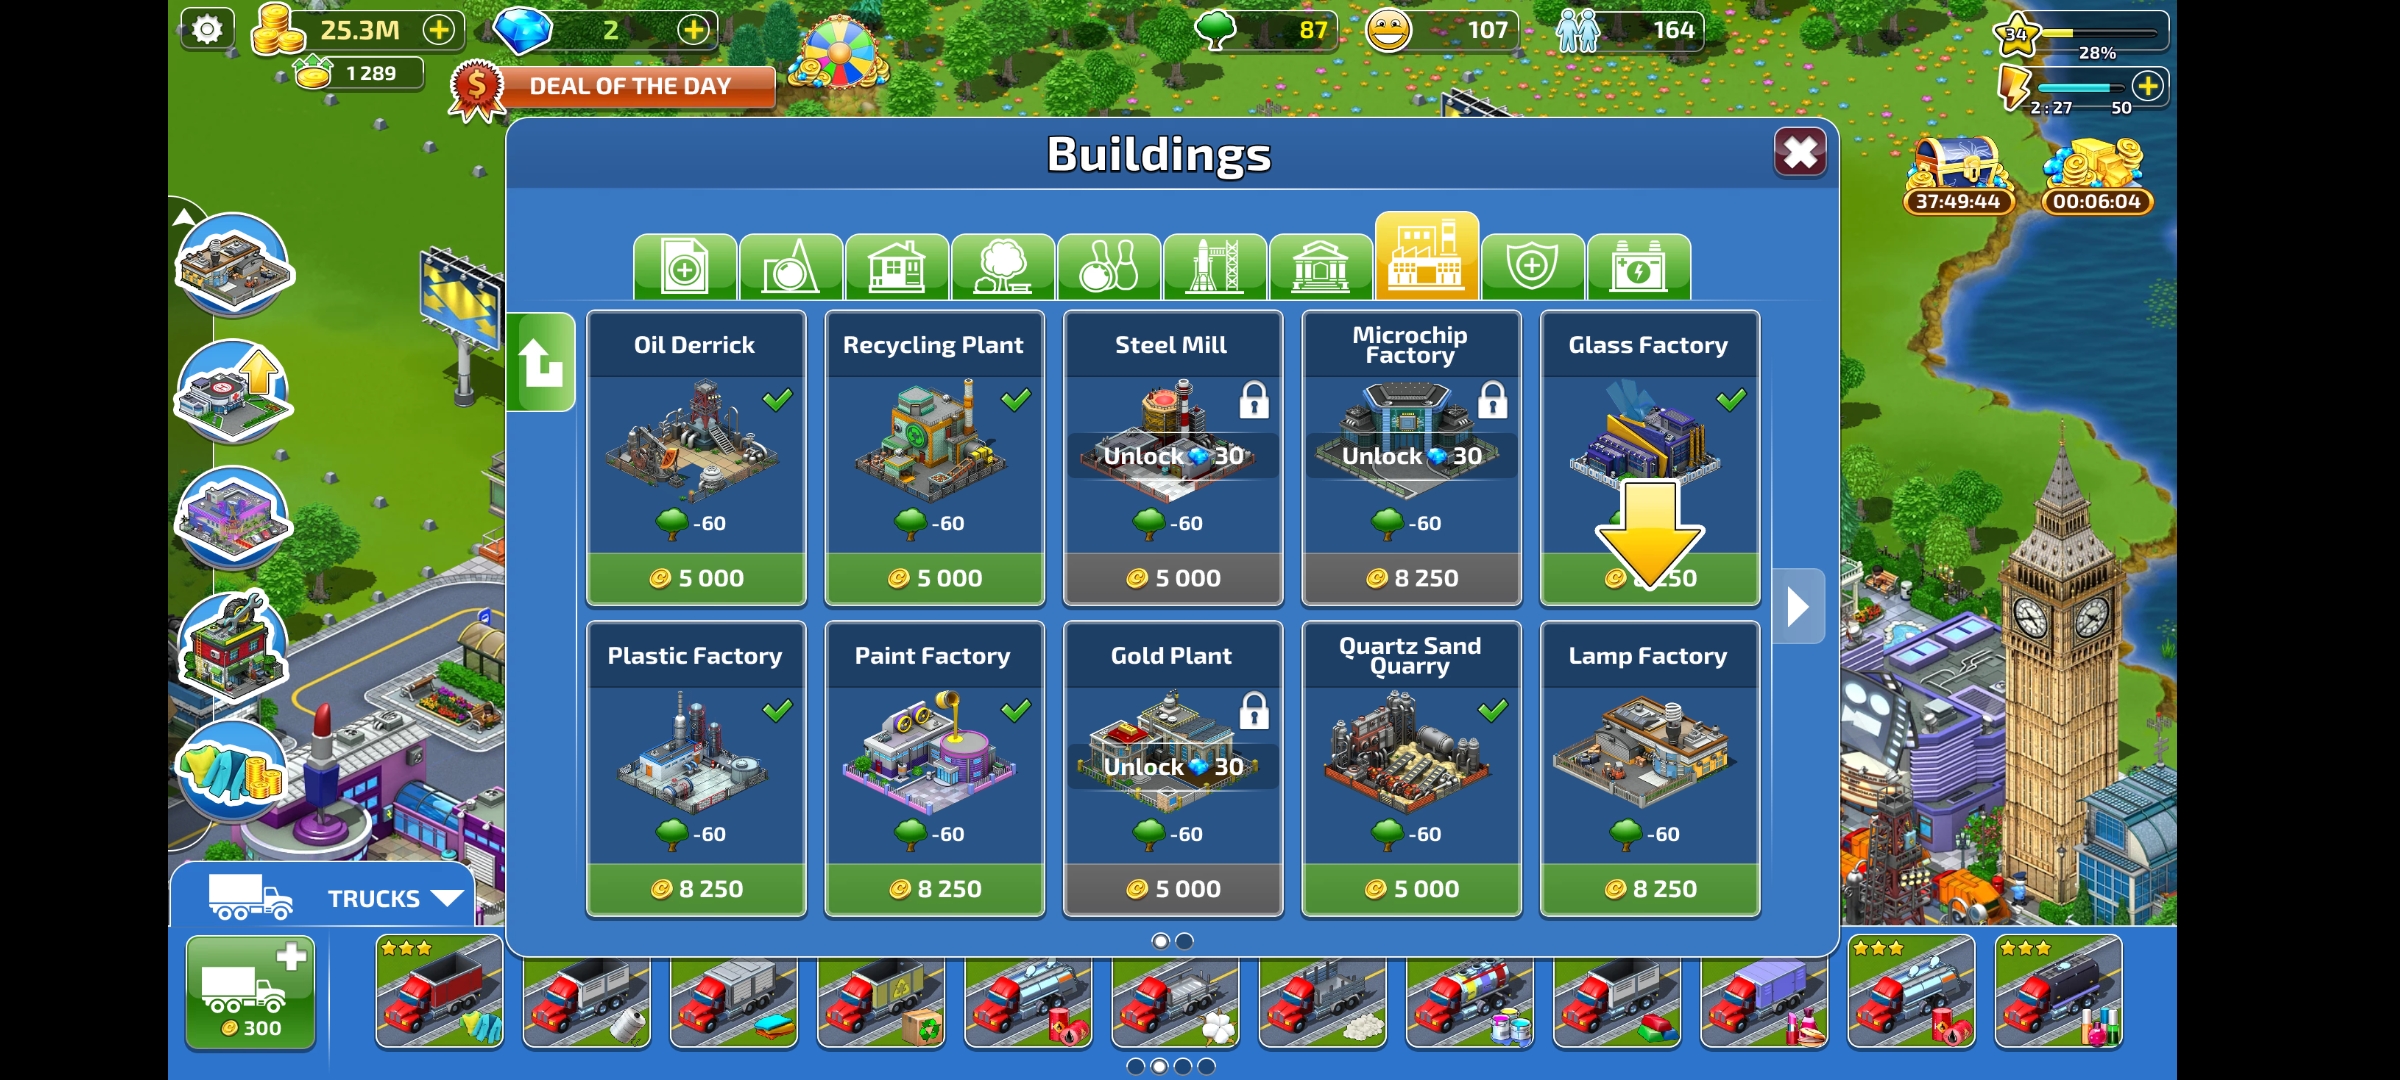 25.3M
2
87
107
164
34
28%
1 289
DEAL OF THE DAY
2:27
50
Buildings
37:49:44
00:06:04
Oil Derrick
Recycling Plant
Steel Mill
Microchip
Factory
Glass Factory
Unlock 30
Unlock 30
-60
-60
-60
-60
5 000
5 000
5 000
8 250
Plastic Factory
Paint Factory
Gold Plant
Quartz Sand
Quarry
Lamp Factory
Unlock 30
-60
-60
-60
-60
-60
8 250
8 250
5 000
5 000
8 250
TRUCKS
300